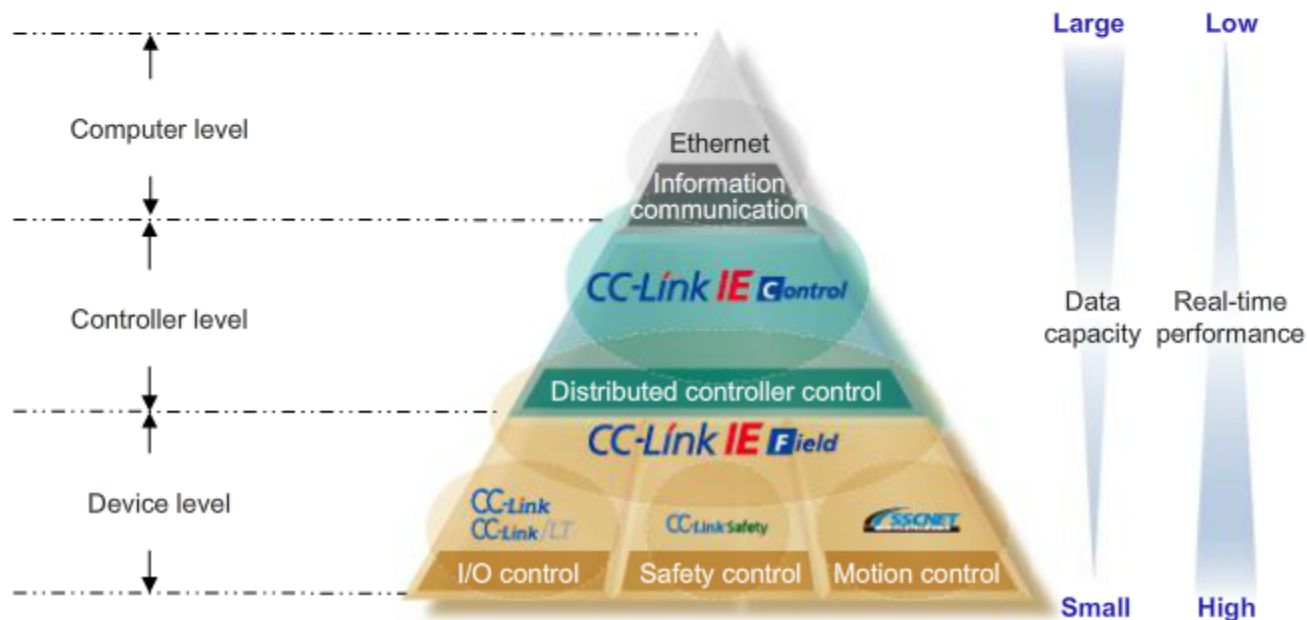 Large
Low
Computer level
Ethernet
Information
communication
CC-Link IE Control
Controller level
Data
capacity
Real-time
performance
Distributed controller control
CC-Link IE Field
Device level
CC-Link
CC-Link/LT
CC-Link Safety
SSCNET
I/O control
Safety control
Motion control
Small
High